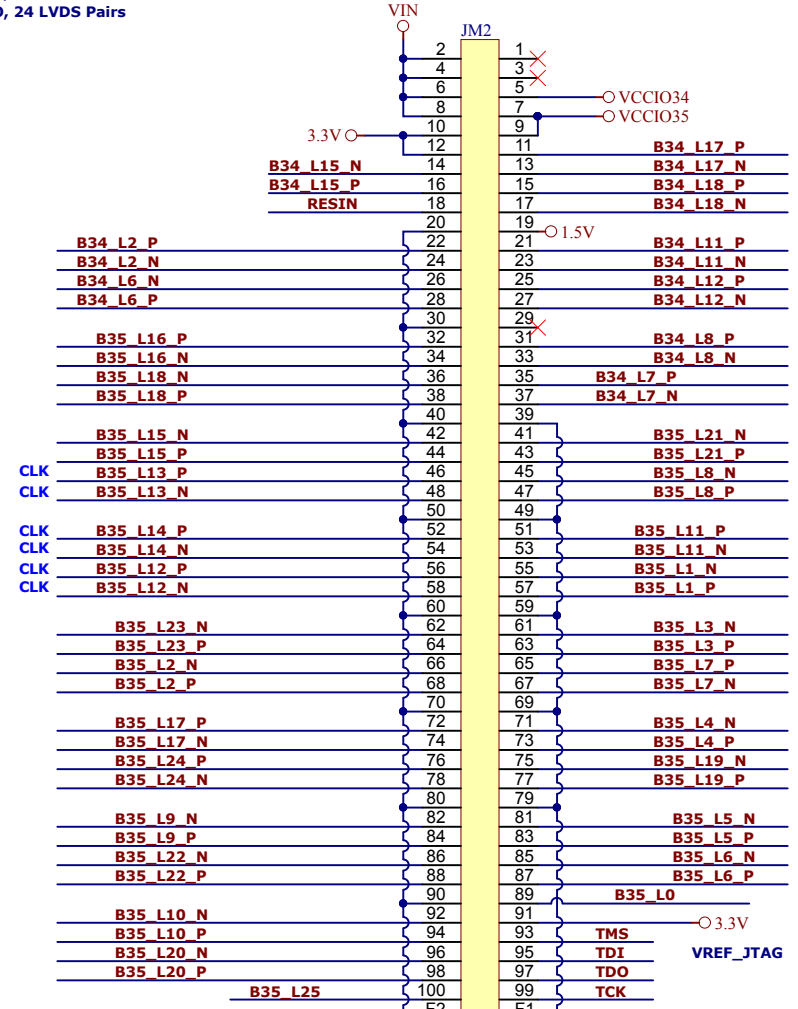 0, 24 LVDS Pairs
VIN
JM2
2 1
4 3
6 5 VCCIO34
8 7 VCCIO35
3.3V 10 9
12 11 B34_L17_P
B34_L15_N 14 13 B34_L17_N
B34_L15_P 16 15 B34_L18_P
RESIN 18 17 B34_L18_N
20 19 1.5V
B34_L2_P 22 21 B34_L11_P
B34_L2_N 24 23 B34_L11_N
B34_L6_N 26 25 B34_L12_P
B34_L6_P 28 27 B34_L12_N
30 29
B35_L16_P 32 31 B34_L8_P
B35_L16_N 34 33 B34_L8_N
B35_L18_N 36 35 B34_L7_P
B35_L18_P 38 37 B34_L7_N
40 39
B35_L15_N 42 41 B35_L21_N
B35_L15_P 44 43 B35_L21_P
CLK B35_L13_P 46 45 B35_L8_N
CLK B35_L13_N 48 47 B35_L8_P
50 49
CLK B35_L14_P 52 51 B35_L11_P
CLK B35_L14_N 54 53 B35_L11_N
CLK B35_L12_P 56 55 B35_L1_N
CLK B35_L12_N 58 57 B35_L1_P
60 59
B35_L23_N 62 61 B35_L3_N
B35_L23_P 64 63 B35_L3_P
B35_L2_N 66 65 B35_L7_P
B35_L2_P 68 67 B35_L7_N
70 69
B35_L17_P 72 71 B35_L4_N
B35_L17_N 74 73 B35_L4_P
B35_L24_P 76 75 B35_L19_N
B35_L24_N 78 77 B35_L19_P
80 79
B35_L9_N 82 81 B35_L5_N
B35_L9_P 84 83 B35_L5_P
B35_L22_N 86 85 B35_L6_N
B35_L22_P 88 87 B35_L6_P
90 89 B35_L0
B35_L10_N 92 91 3.3V
B35_L10_P 94 93 TMS
B35_L20_N 96 95 TDI VREF_JTAG
B35_L20_P 98 97 TDO
B35_L25 100 99 TCK